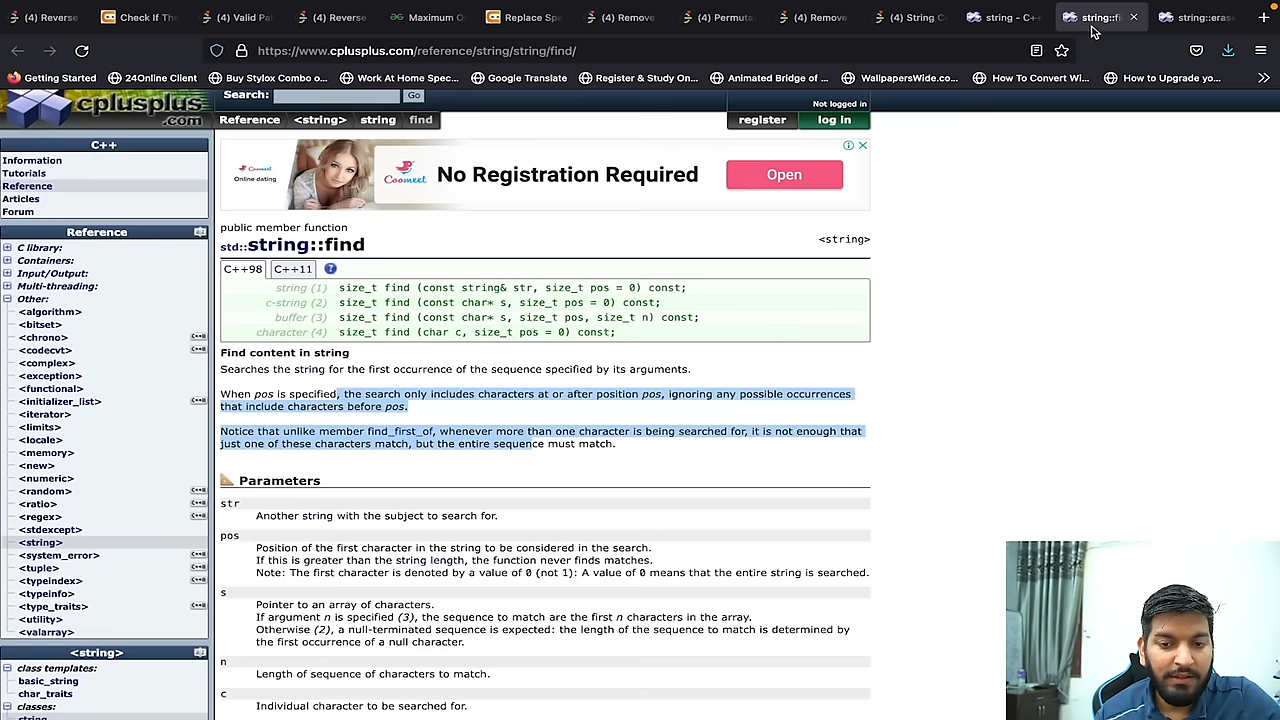 (4) Reverse
Check If The
(4) Valid Pa
(4) Reverse
Maximum O
Replace Spa
(4) Remove
(4) Permuta
(4) Remove
(4) String C
string - C++
string::fi
string::eras
https://www.cplusplus.com/reference/string/string/find/
Getting Started
24Online Client
Buy Stylox Combo o...
Work At Home Spec...
Google Translate
Register & Study On...
Animated Bridge of ...
WallpapersWide.co...
How To Convert Wi...
How to Upgrade yo...
cplusplus
.com
Search:
Go
Not logged in
Reference
<string>
string
find
register
log in
C++
Information
Tutorials
Reference
Articles
Forum
Reference
C library:
Containers:
Input/Output:
Multi-threading:
Other:
<algorithm>
<bitset>
<chrono>
<codecvt>
<complex>
<exception>
<functional>
<initializer_list>
<iterator>
<limits>
<locale>
<memory>
<new>
<numeric>
<random>
<ratio>
<regex>
<stdexcept>
<string>
<system_error>
<tuple>
<typeindex>
<typeinfo>
<type_traits>
<utility>
<valarray>
<string>
class templates:
basic_string
char_traits
classes:
string
Coomeet
Online dating
Coomeet
No Registration Required
Open
public member function
std::string::find
<string>
C++98
C++11
?
string (1) size_t find (const string& str, size_t pos = 0) const;
c-string (2) size_t find (const char* s, size_t pos = 0) const;
buffer (3) size_t find (const char* s, size_t pos, size_t n) const;
character (4) size_t find (char c, size_t pos = 0) const;
Find content in string
Searches the string for the first occurrence of the sequence specified by its arguments.
When pos is specified, the search only includes characters at or after position pos, ignoring any possible occurrences
that include characters before pos.
Notice that unlike member find_first_of, whenever more than one character is being searched for, it is not enough that
just one of these characters match, but the entire sequence must match.
Parameters
str
Another string with the subject to search for.
pos
Position of the first character in the string to be considered in the search.
If this is greater than the string length, the function never finds matches.
Note: The first character is denoted by a value of 0 (not 1): A value of 0 means that the entire string is searched.
s
Pointer to an array of characters.
If argument n is specified (3), the sequence to match are the first n characters in the array.
Otherwise (2), a null-terminated sequence is expected: the length of the sequence to match is determined by
the first occurrence of a null character.
n
Length of sequence of characters to match.
c
Individual character to be searched for.